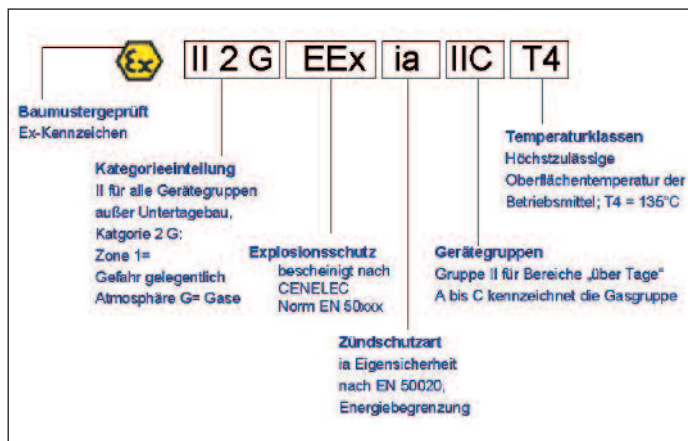 Ex II 2 G EEx ia IIC T4
Baumustergeprüft
Ex-Kennzeichen
Kategorieeinteilung
II für alle Gerätegruppen
außer Untertagebau,
Katgorie 2 G:
Zone 1=
Gefahr gelegentlich
Atmosphäre G= Gase
Explosionsschutz
bescheinigt nach
CENELEC
Norm EN 50xxx
Zündschutzart
ia Eigensicherheit
nach EN 50020,
Energiebegrenzung
Gerätegruppen
Gruppe II für Bereiche „über Tage“
A bis C kennzeichnet die Gasgruppe
Temperaturklassen
Höchstzulässige
Oberflächentemperatur der
Betriebsmittel; T4 = 135°C